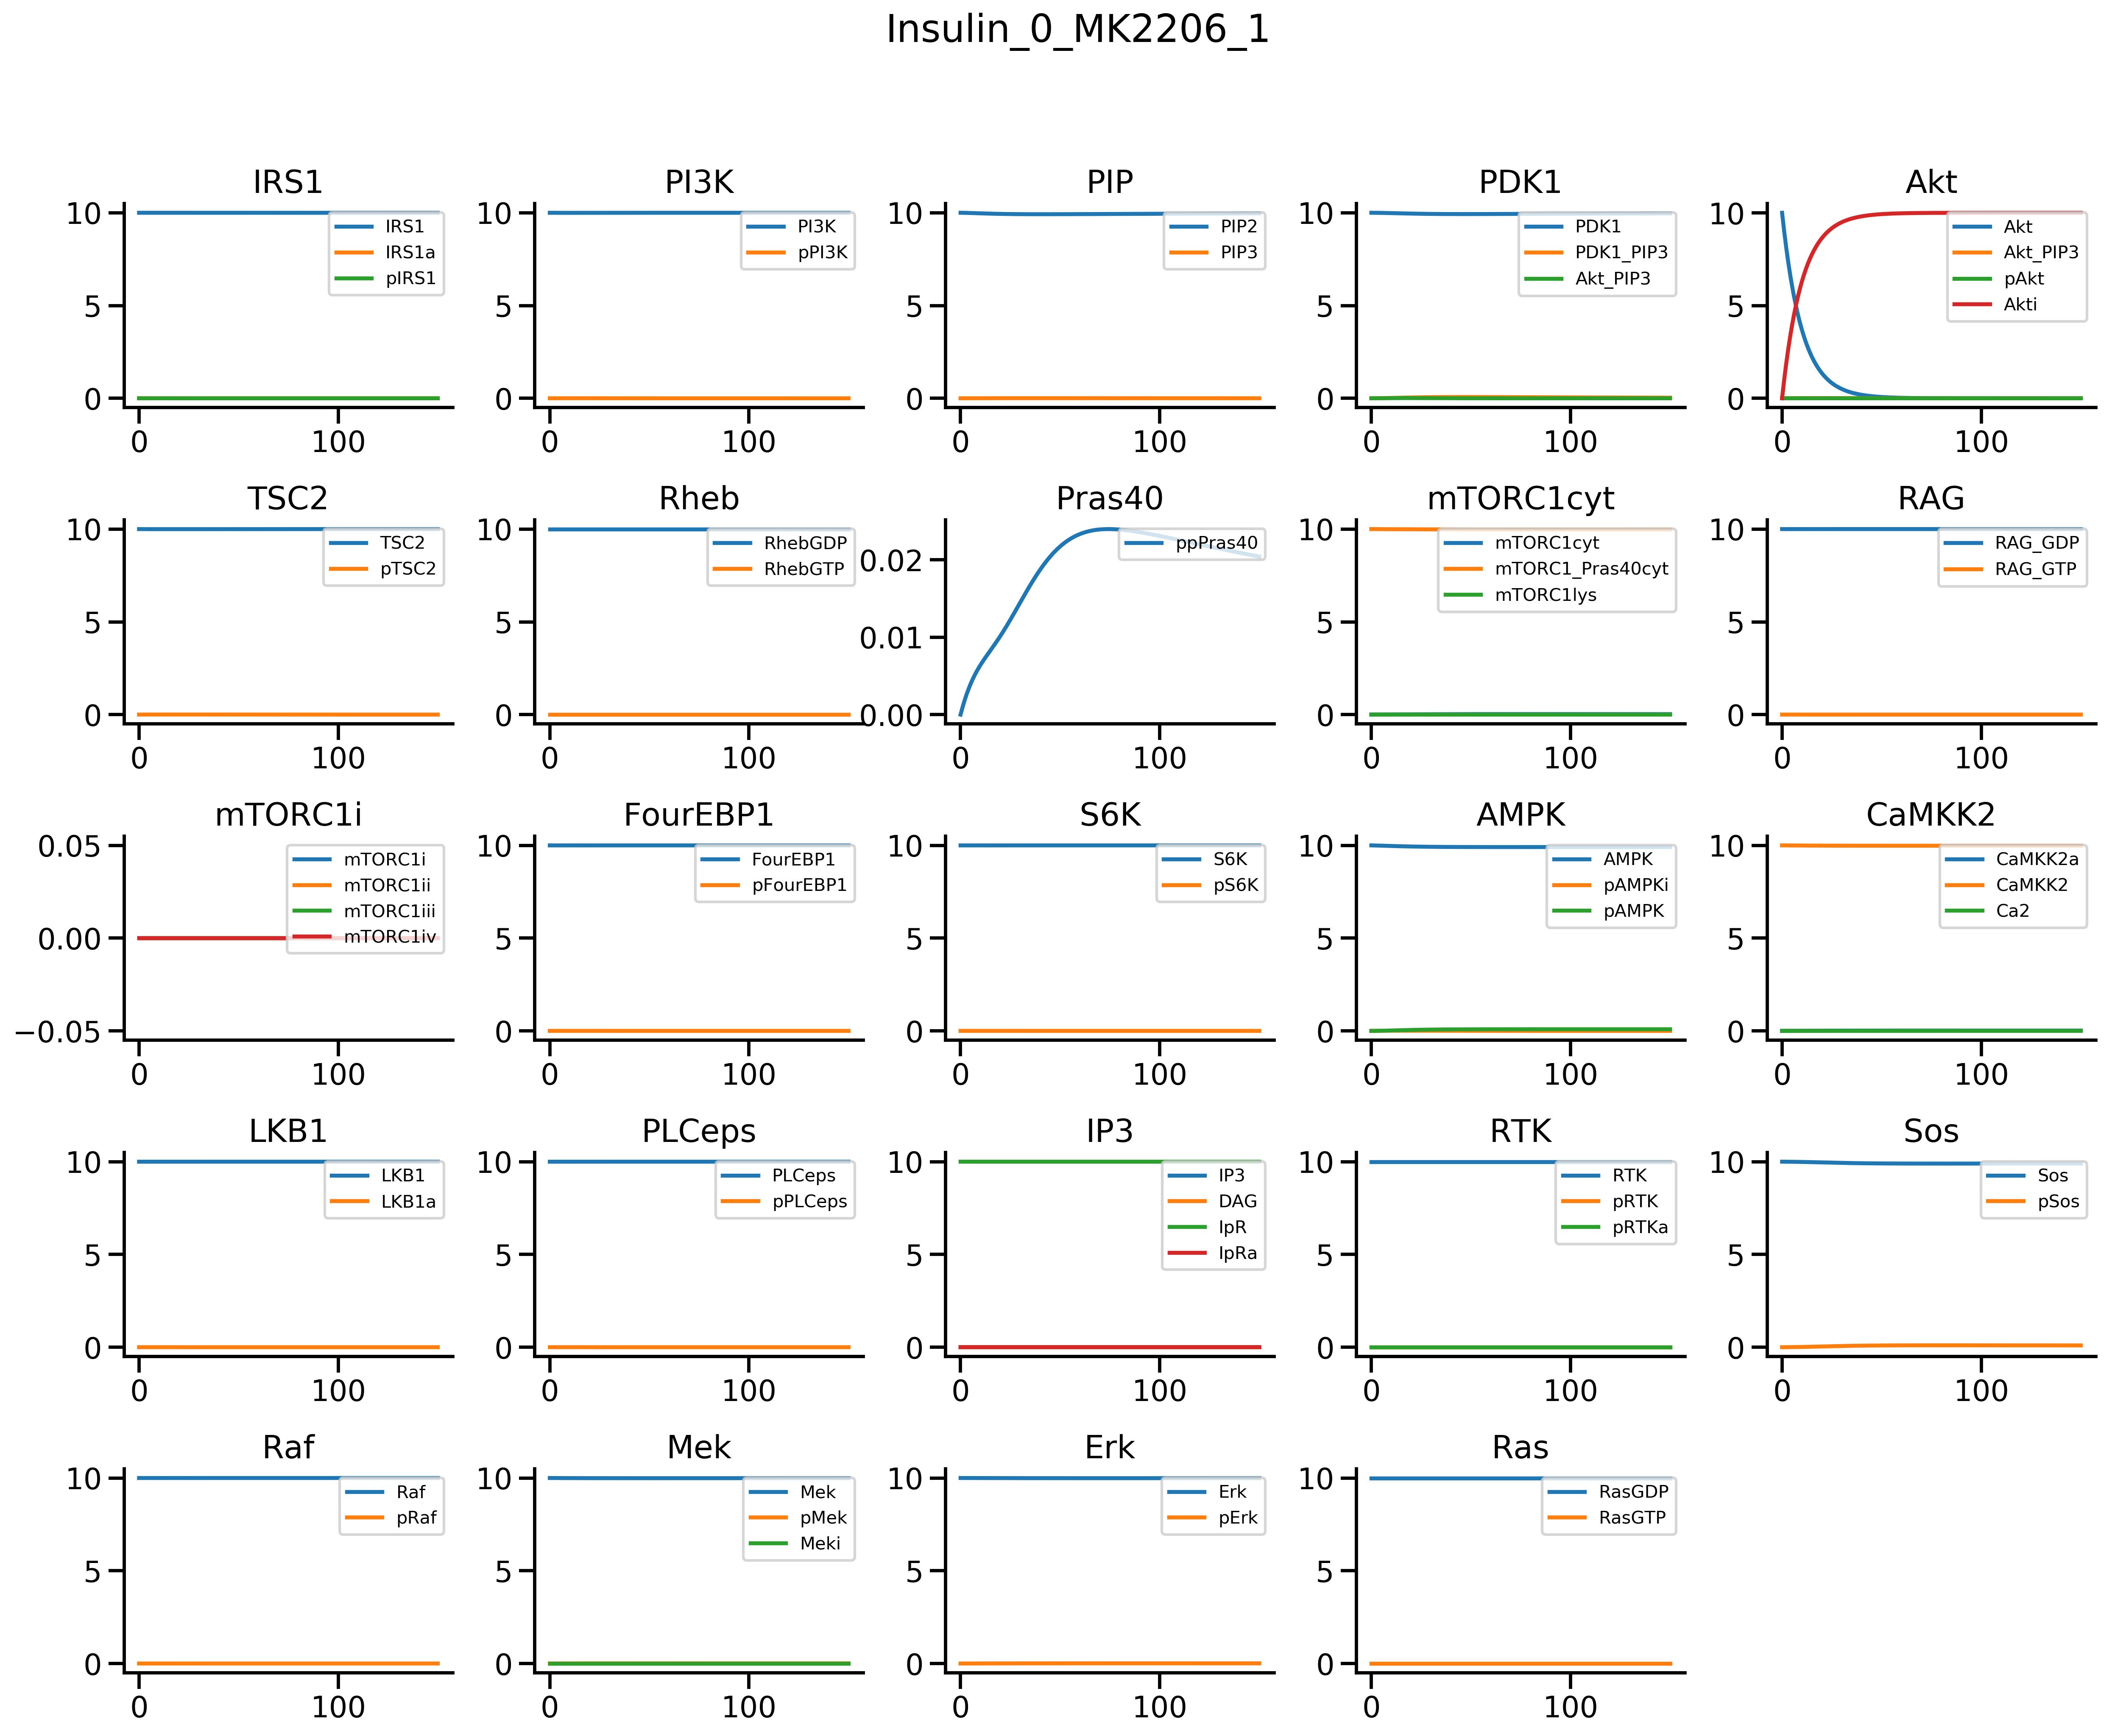 Insulin_0_MK2206_1
IRS1
10
5
0
0
100
IRS1
IRS1a
pIRS1
PI3K
10
5
0
0
100
PI3K
pPI3K
PIP
10
5
0
0
100
PIP2
PIP3
PDK1
10
5
0
0
100
PDK1
PDK1_PIP3
Akt_PIP3
Akt
10
5
0
0
100
Akt
Akt_PIP3
pAkt
Akti
TSC2
10
5
0
0
100
TSC2
pTSC2
Rheb
10
5
0
0
100
RhebGDP
RhebGTP
Pras40
0.02
0.01
0.00
0
100
ppPras40
mTORC1cyt
10
5
0
0
100
mTORC1cyt
mTORC1_Pras40cyt
mTORC1lys
RAG
10
5
0
0
100
RAG_GDP
RAG_GTP
mTORC1i
0.05
0.00
−0.05
0
100
mTORC1i
mTORC1ii
mTORC1iii
mTORC1iv
FourEBP1
10
5
0
0
100
FourEBP1
pFourEBP1
S6K
10
5
0
0
100
S6K
pS6K
AMPK
10
5
0
0
100
AMPK
pAMPKi
pAMPK
CaMKK2
10
5
0
0
100
CaMKK2a
CaMKK2
Ca2
LKB1
10
5
0
0
100
LKB1
LKB1a
PLCeps
10
5
0
0
100
PLCeps
pPLCeps
IP3
10
5
0
0
100
IP3
DAG
IpR
IpRa
RTK
10
5
0
0
100
RTK
pRTK
pRTKa
Sos
10
5
0
0
100
Sos
pSos
Raf
10
5
0
0
100
Raf
pRaf
Mek
10
5
0
0
100
Mek
pMek
Meki
Erk
10
5
0
0
100
Erk
pErk
Ras
10
5
0
0
100
RasGDP
RasGTP